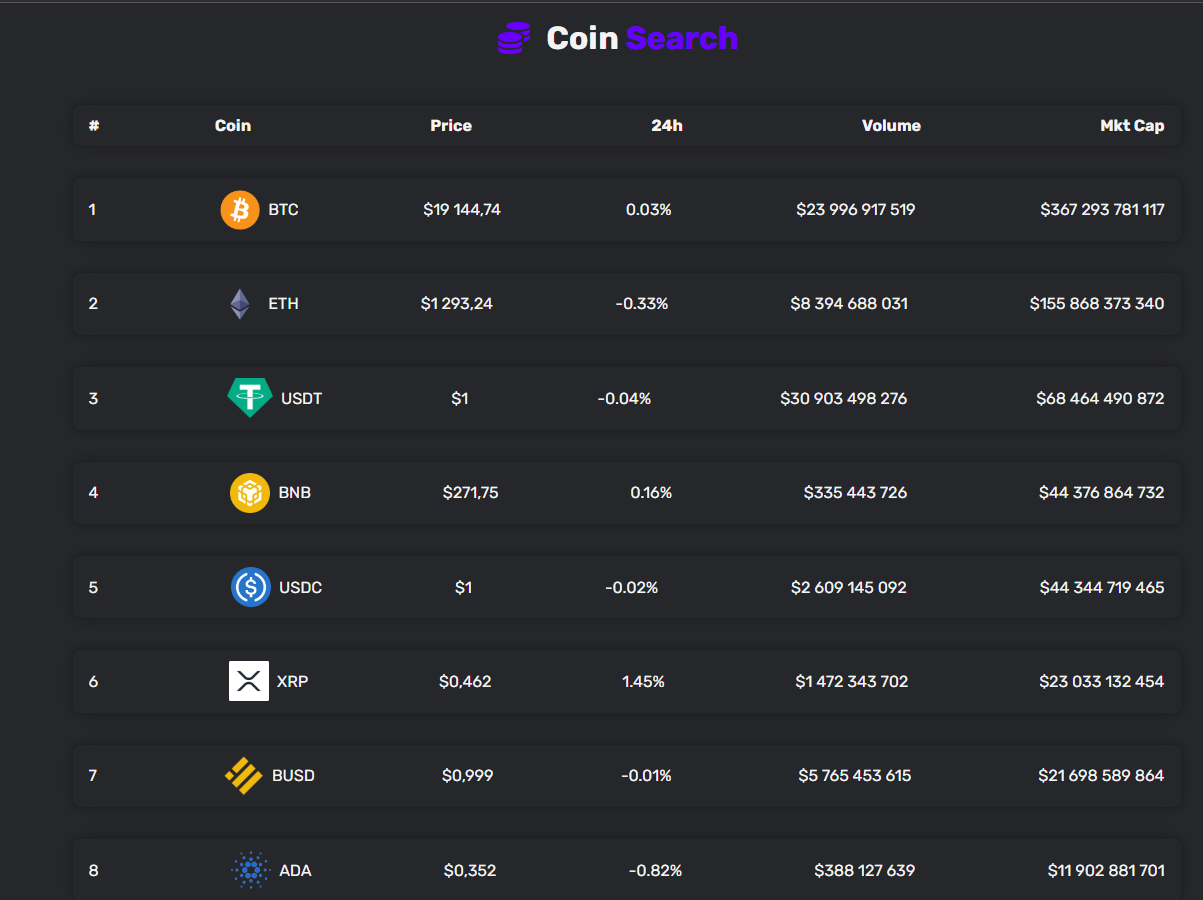 Coin Search
# Coin Price 24h Volume Mkt Cap
1 BTC $19 144,74 0.03% $23 996 917 519 $367 293 781 117
2 ETH $1 293,24 -0.33% $8 394 688 031 $155 868 373 340
3 USDT $1 -0.04% $30 903 498 276 $68 464 490 872
4 BNB $271,75 0.16% $335 443 726 $44 376 864 732
5 USDC $1 -0.02% $2 609 145 092 $44 344 719 465
6 XRP $0,462 1.45% $1 472 343 702 $23 033 132 454
7 BUSD $0,999 -0.01% $5 765 453 615 $21 698 589 864
8 ADA $0,352 -0.82% $388 127 639 $11 902 881 701